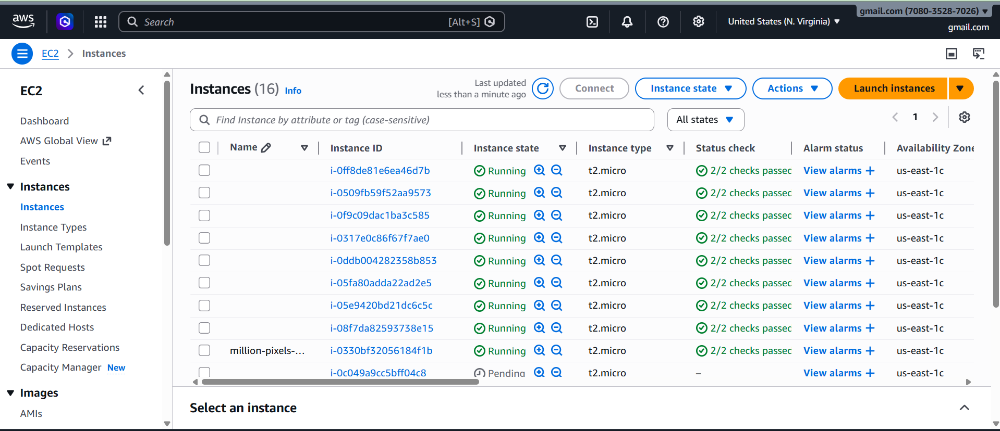 aws
Search [Alt+S]
United States (N. Virginia)
gmail.com (7080-3528-7026)
gmail.com
EC2 Instances
EC2
Dashboard
AWS Global View
Events
Instances
Instances
Instance Types
Launch Templates
Spot Requests
Savings Plans
Reserved Instances
Dedicated Hosts
Capacity Reservations
Capacity Manager New
Images
AMIs
Instances (16) Info
Last updated
less than a minute ago
Connect
Instance state
Actions
Launch instances
Find Instance by attribute or tag (case-sensitive)
All states
1
Name Instance ID Instance state Instance type Status check Alarm status Availability Zone
i-0ff8de81e6ea46d7b Running t2.micro 2/2 checks passed View alarms + us-east-1c
i-0509fb59f52aa9573 Running t2.micro 2/2 checks passed View alarms + us-east-1c
i-0f9c09dac1ba3c585 Running t2.micro 2/2 checks passed View alarms + us-east-1c
i-0317e0c86f67f7ae0 Running t2.micro 2/2 checks passed View alarms + us-east-1c
i-0ddb004282358b853 Running t2.micro 2/2 checks passed View alarms + us-east-1c
i-05fa80adda22ad2e5 Running t2.micro 2/2 checks passed View alarms + us-east-1c
i-05e9420bd21dc6c5c Running t2.micro 2/2 checks passed View alarms + us-east-1c
i-08f7da82593738e15 Running t2.micro 2/2 checks passed View alarms + us-east-1c
million-pixels-... i-0330bf32056184f1b Running t2.micro 2/2 checks passed View alarms + us-east-1c
i-0c049a9cc5bff04c8 Pending t2.micro – View alarms + us-east-1c
Select an instance